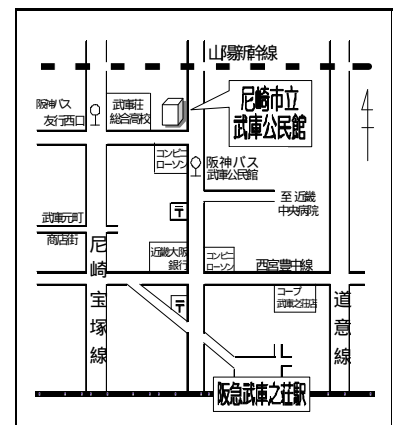 山陽新幹線
阪神バス
友行西口
武庫荘
総合高校
尼崎市立
武庫公民館
コンビニ
ローソン
阪神バス
武庫公民館
〒
至 近畿
中央病院
武庫元町
商店街
尼崎宝塚線
近畿大阪
銀行
コンビニ
ローソン
西宮豊中線
〒
コープ
武庫之荘店
道意線
阪急武庫之荘駅